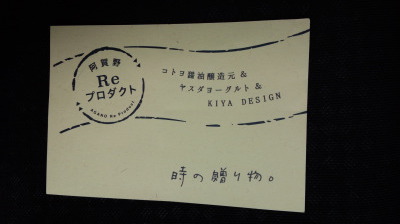 阿賀野
Re
プロダクト
AGANO Re Product
コトヨ醤油醸造元 &
ヤスダヨーグルト &
KIYA DESIGN
時の贈り物。